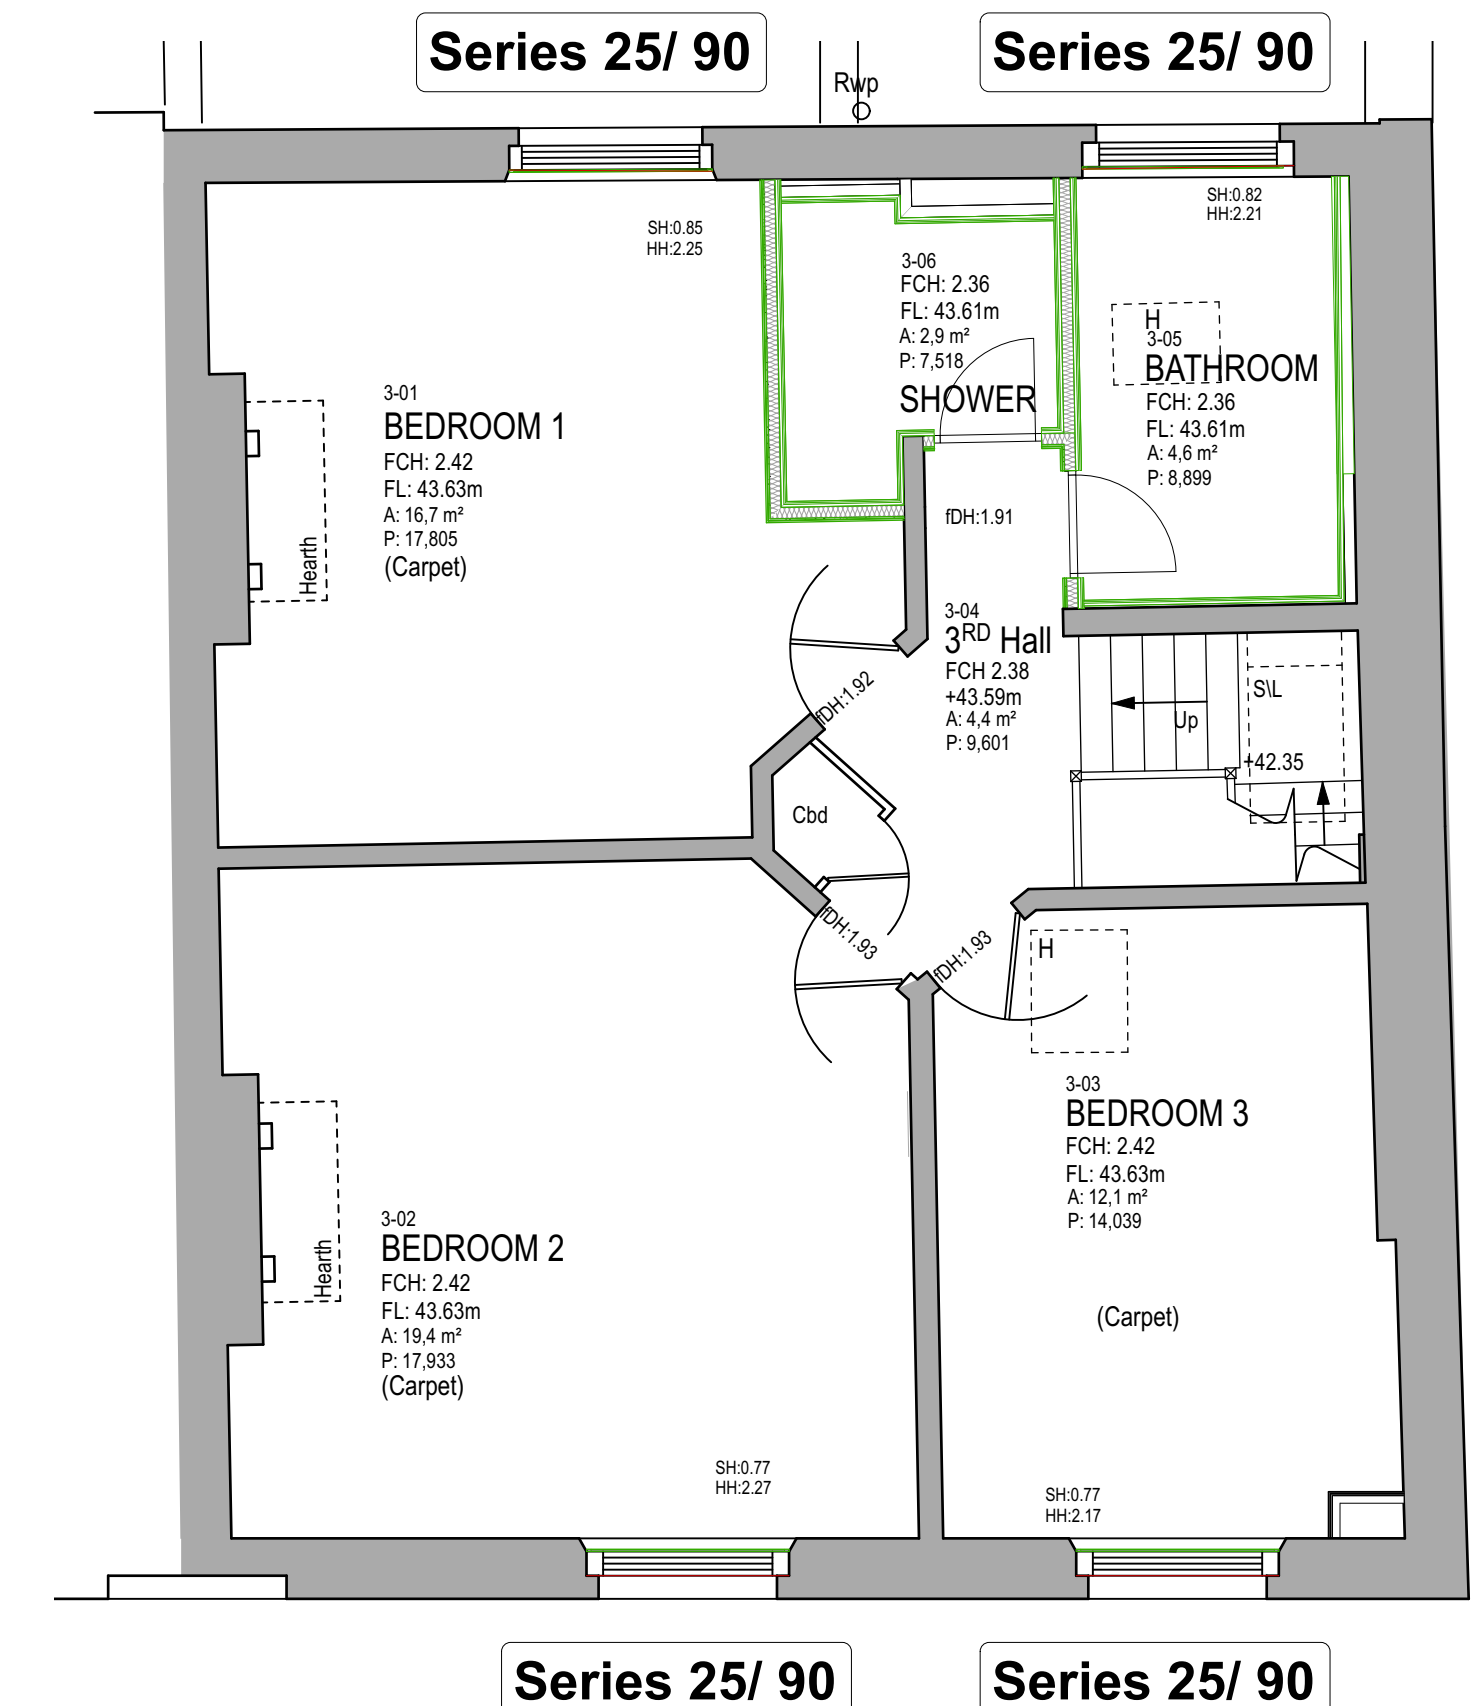 Series 25/ 90
Series 25/ 90
Rwp
SH:0.85
HH:2.25
SH:0.82
HH:2.21
3-06
FCH: 2.36
FL: 43.61m
A: 2,9 m²
P: 7,518
SHOWER
H
3-05
BATHROOM
FCH: 2.36
FL: 43.61m
A: 4,6 m²
P: 8,899
3-01
BEDROOM 1
FCH: 2.42
FL: 43.63m
A: 16,7 m²
P: 17,805
(Carpet)
Hearth
fDH:1.91
3-04
3RD Hall
FCH 2.38
+43.59m
A: 4,4 m²
P: 9,601
fDH:1.92
S\L
Up
+42.35
Cbd
fDH:1.93
fDH:1.93
H
3-03
BEDROOM 3
FCH: 2.42
FL: 43.63m
A: 12,1 m²
P: 14,039
(Carpet)
3-02
BEDROOM 2
FCH: 2.42
FL: 43.63m
A: 19,4 m²
P: 17,933
(Carpet)
Hearth
SH:0.77
HH:2.27
SH:0.77
HH:2.17
Series 25/ 90
Series 25/ 90